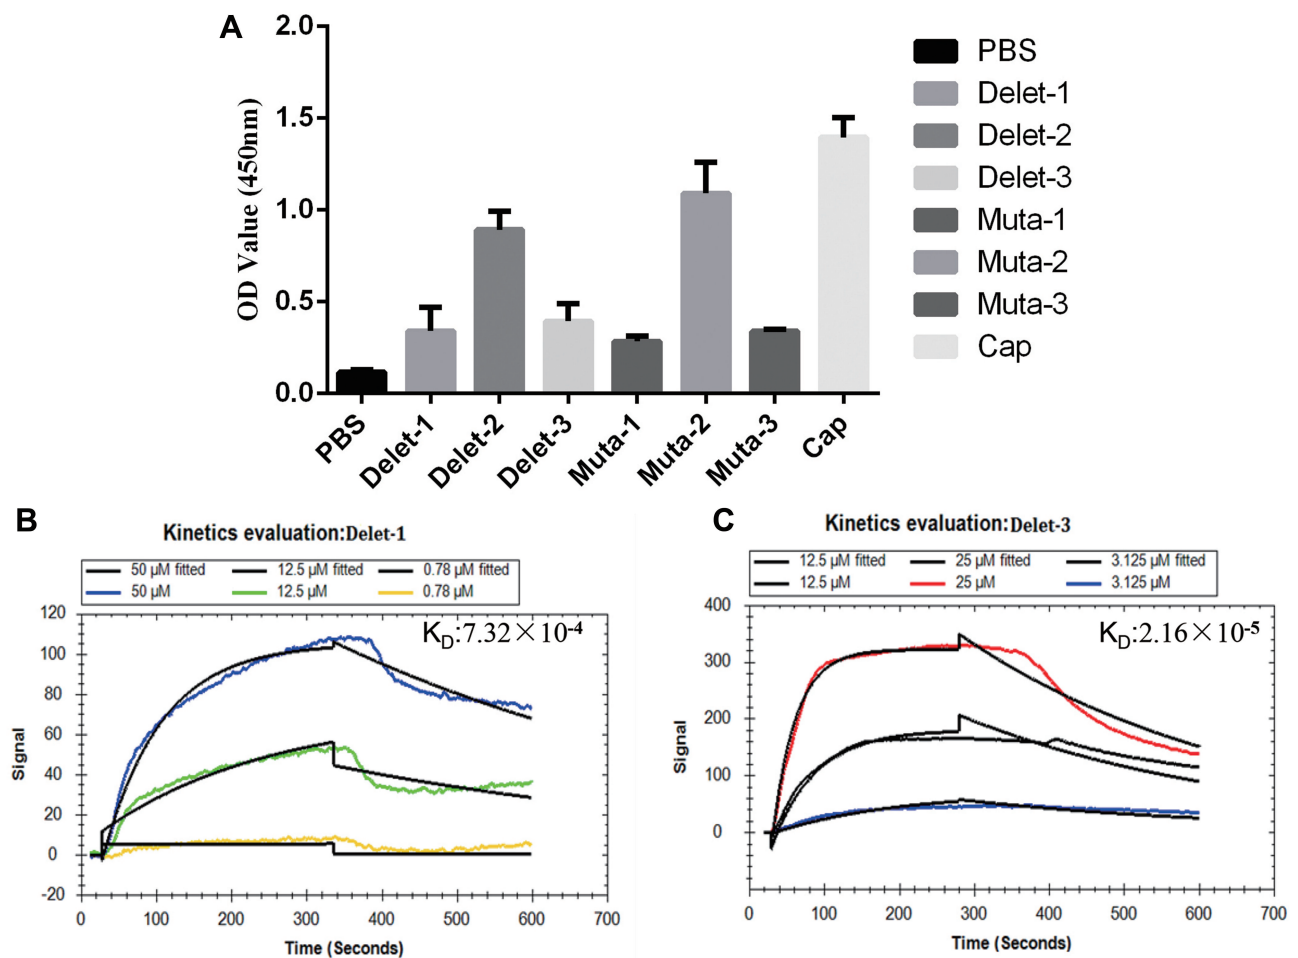 A
2.0
1.5
1.0
0.5
0.0
OD Value (450nm)
PBS
Delet-1
Delet-2
Delet-3
Muta-1
Muta-2
Muta-3
Cap
PBS
Delet-1
Delet-2
Delet-3
Muta-1
Muta-2
Muta-3
Cap
B
Kinetics evaluation:Delet-1
50 µM fitted 12.5 µM fitted 0.78 µM fitted
50 µM 12.5 µM 0.78 µM
K_D:7.32×10⁻⁴
120
100
80
60
40
20
0
-20
Signal
0 100 200 300 400 500 600 700
Time (Seconds)
C
Kinetics evaluation:Delet-3
12.5 µM fitted 25 µM fitted 3.125 µM fitted
12.5 µM 25 µM 3.125 µM
K_D:2.16×10⁻⁵
400
300
200
100
0
Signal
0 100 200 300 400 500 600 700
Time (Seconds)